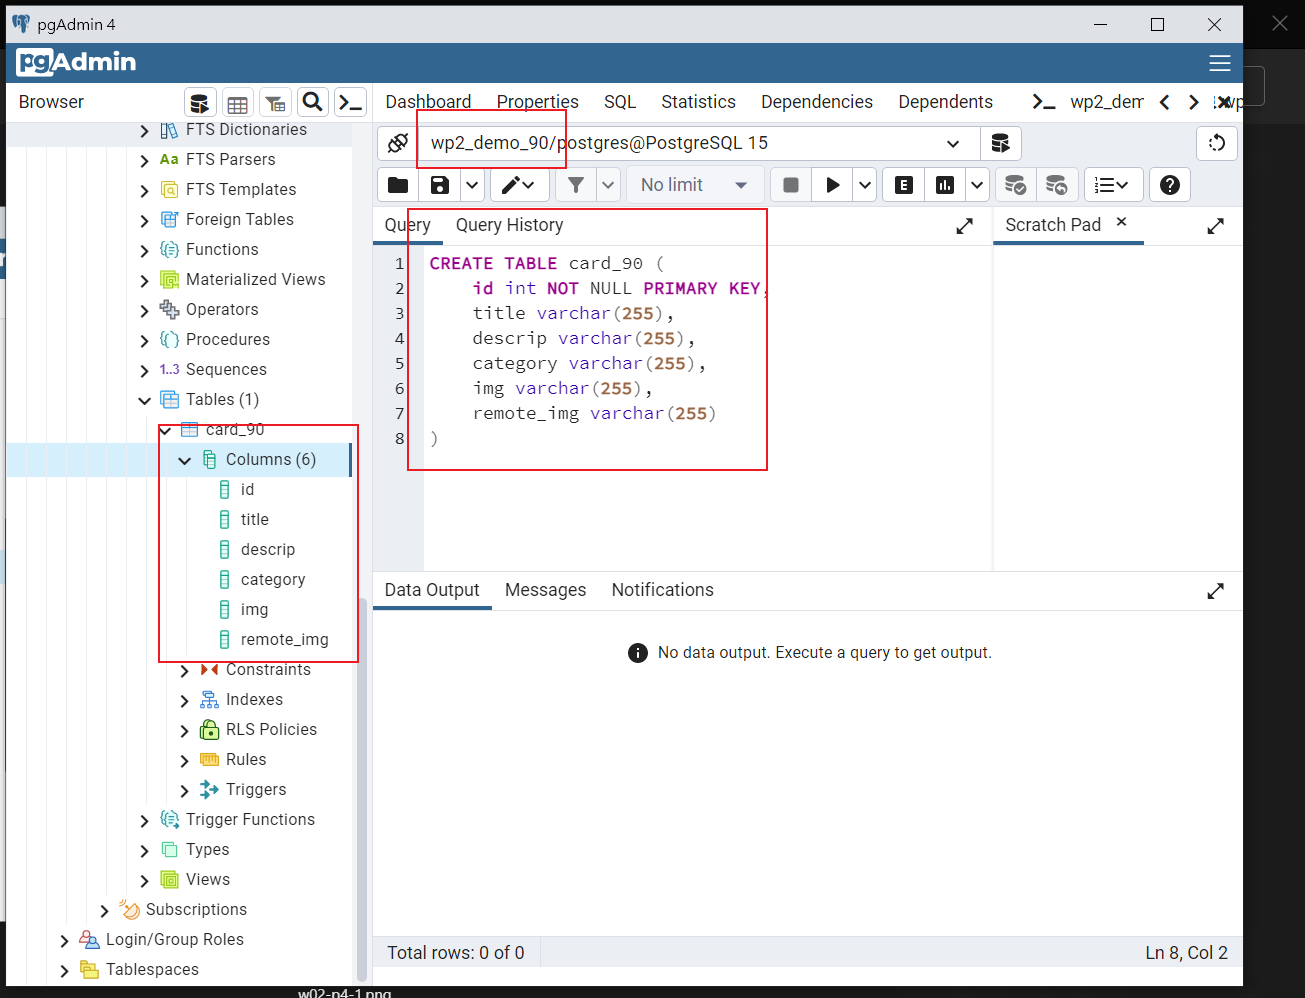 pgAdmin 4
pgAdmin
Browser
FTS Dictionaries
Aa FTS Parsers
FTS Templates
Foreign Tables
Functions
Materialized Views
Operators
Procedures
1..3 Sequences
Tables (1)
card_90
Columns (6)
id
title
descrip
category
img
remote_img
Constraints
Indexes
RLS Policies
Rules
Triggers
Trigger Functions
Types
Views
Subscriptions
Login/Group Roles
Tablespaces
Dashboard Properties SQL Statistics Dependencies Dependents wp2_dem
wp2_demo_90/postgres@PostgreSQL 15
No limit
E
Query Query History
Scratch Pad
1 CREATE TABLE card_90 (
2 id int NOT NULL PRIMARY KEY,
3 title varchar(255),
4 descrip varchar(255),
5 category varchar(255),
6 img varchar(255),
7 remote_img varchar(255)
8 )
Data Output Messages Notifications
No data output. Execute a query to get output.
Total rows: 0 of 0
Ln 8, Col 2
w02-p4-1.png